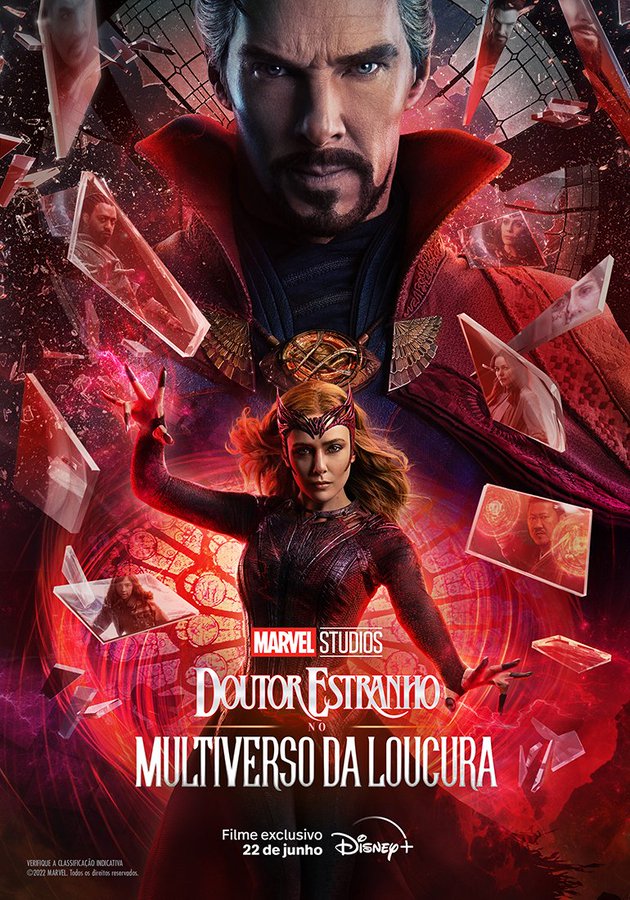 MARVEL STUDIOS
DOUTOR ESTRANHO
NO
MULTIVERSO DA LOUCURA
Filme exclusivo
22 de junho
Disney+
VERIFIQUE A CLASSIFICAÇÃO INDICATIVA
©2022 MARVEL. Todos os direitos reservados.